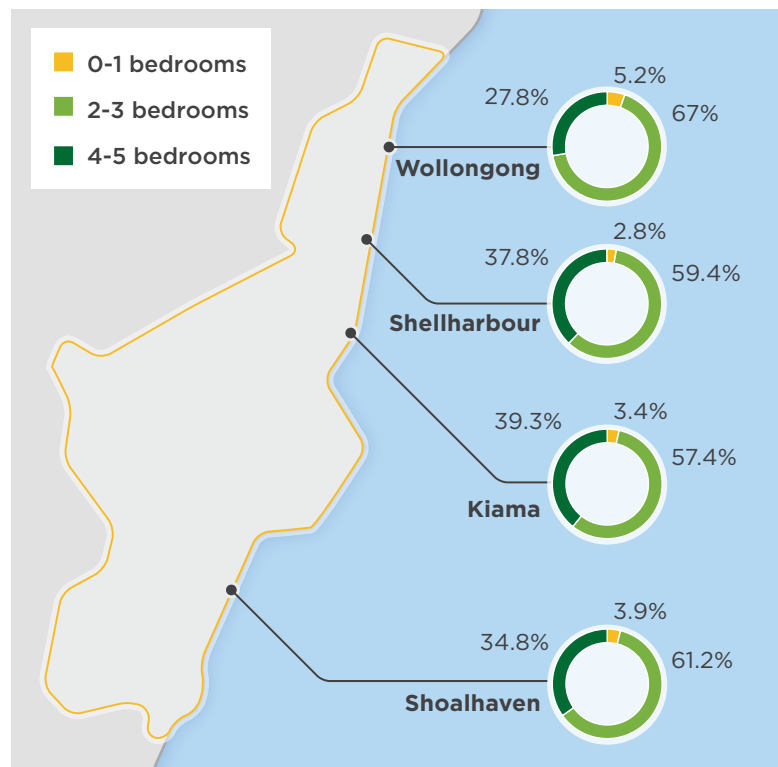 0-1 bedrooms
2-3 bedrooms
4-5 bedrooms
5.2%
27.8%
67%
Wollongong
2.8%
37.8%
59.4%
Shellharbour
3.4%
39.3%
57.4%
Kiama
3.9%
34.8%
61.2%
Shoalhaven